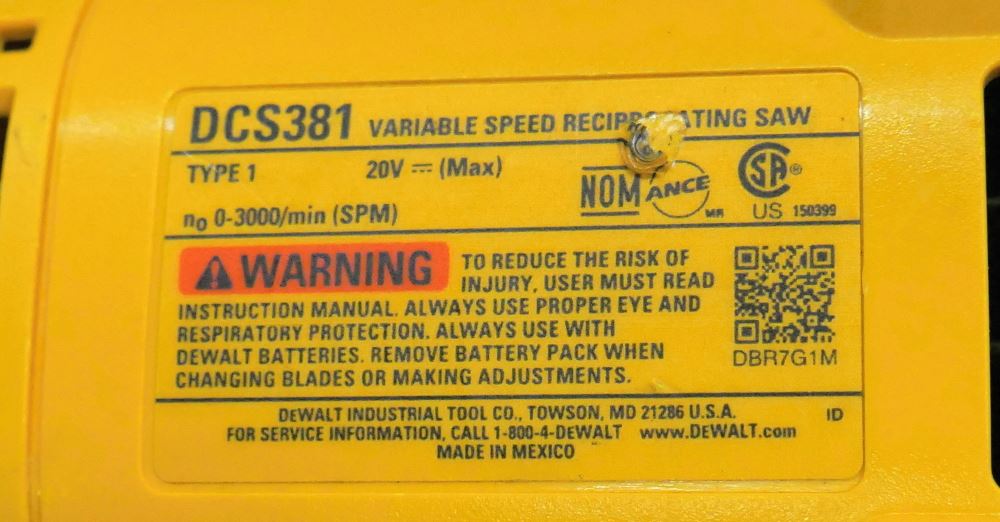 DCS381 VARIABLE SPEED RECIPROCATING SAW
TYPE 1 20V ⎓ (Max)
NOM ANCE MR
SA® US 150399
n₀ 0-3000/min (SPM)
WARNING TO REDUCE THE RISK OF
INJURY, USER MUST READ
INSTRUCTION MANUAL. ALWAYS USE PROPER EYE AND
RESPIRATORY PROTECTION. ALWAYS USE WITH
DEWALT BATTERIES. REMOVE BATTERY PACK WHEN
CHANGING BLADES OR MAKING ADJUSTMENTS.
DBR7G1M
DEWALT INDUSTRIAL TOOL CO., TOWSON, MD 21286 U.S.A. ID
FOR SERVICE INFORMATION, CALL 1-800-4-DEWALT www.DEWALT.com
MADE IN MEXICO